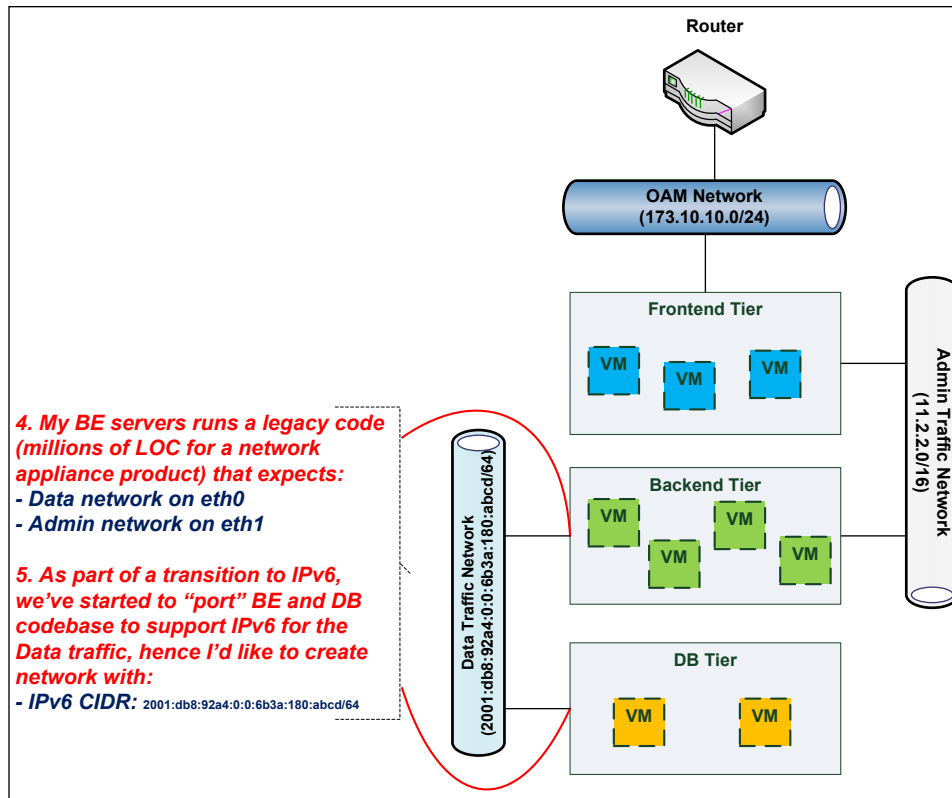 Router
OAM Network
(173.10.10.0/24)
Frontend Tier
VM
VM
VM
Admin Traffic Network
(11.2.2.0/16)
4. My BE servers runs a legacy code
(millions of LOC for a network
appliance product) that expects:
- Data network on eth0
- Admin network on eth1
5. As part of a transition to IPv6,
we’ve started to “port” BE and DB
codebase to support IPv6 for the
Data traffic, hence I’d like to create
network with:
- IPv6 CIDR: 2001:db8:92a4:0:0:6b3a:180:abcd/64
Data Traffic Network
(2001:db8:92a4:0:0:6b3a:180:abcd/64)
Backend Tier
VM
VM
VM
VM
DB Tier
VM
VM